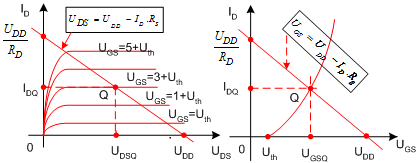 I_D
U_DS = U_DD - I_D.R_S
U_DD
R_D
U_GS=5+U_th
U_GS=3+U_th
I_DQ
Q
U_GS=1+U_th
U_GS=U_th
0
U_DSQ
U_DD
U_DS
I_D
U_GS = U_DD - I_D.R_S
U_DD
R_D
I_DQ
Q
U_th
U_GSQ
U_DD
U_GS